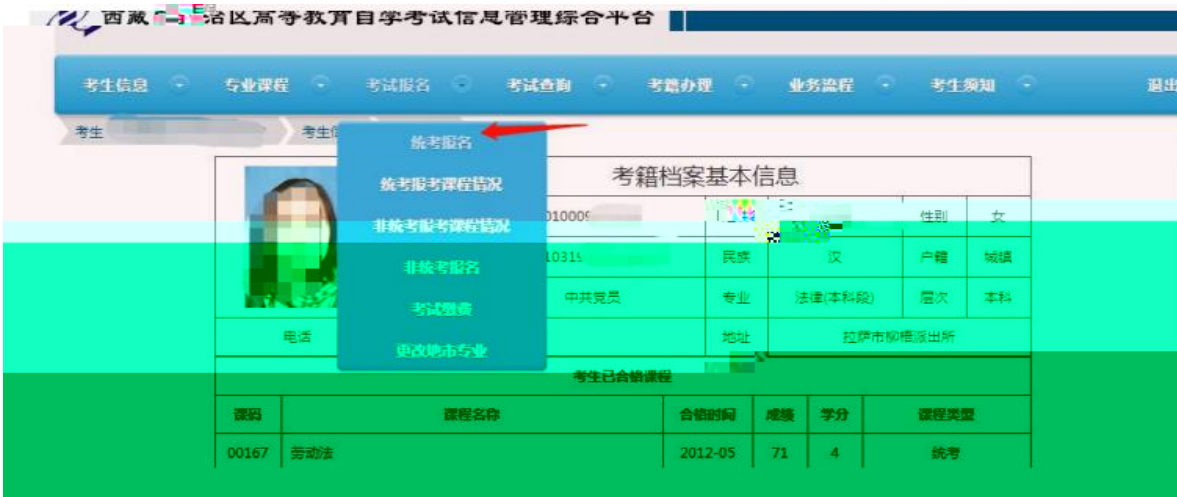 西藏自治区高等教育自学考试信息管理综合平台
考生信息 专业课程 考试报名 考试查询 考籍办理 业务流程 考生须知 退出
考生 考生信
统考报名
统考报考课程情况
非统考报考课程情况
非统考报名
考试缴费
更改地市专业
考籍档案基本信息
010009 性别 女
10319 民族 汉 户籍 城镇
中共党员 专业 法律(本科段) 层次 本科
电话 地址 拉萨市柳梧派出所
考生已合格课程
课码 课程名称 合格时间 成绩 学分 课程类型
00167 劳动法 2012-05 71 4 统考